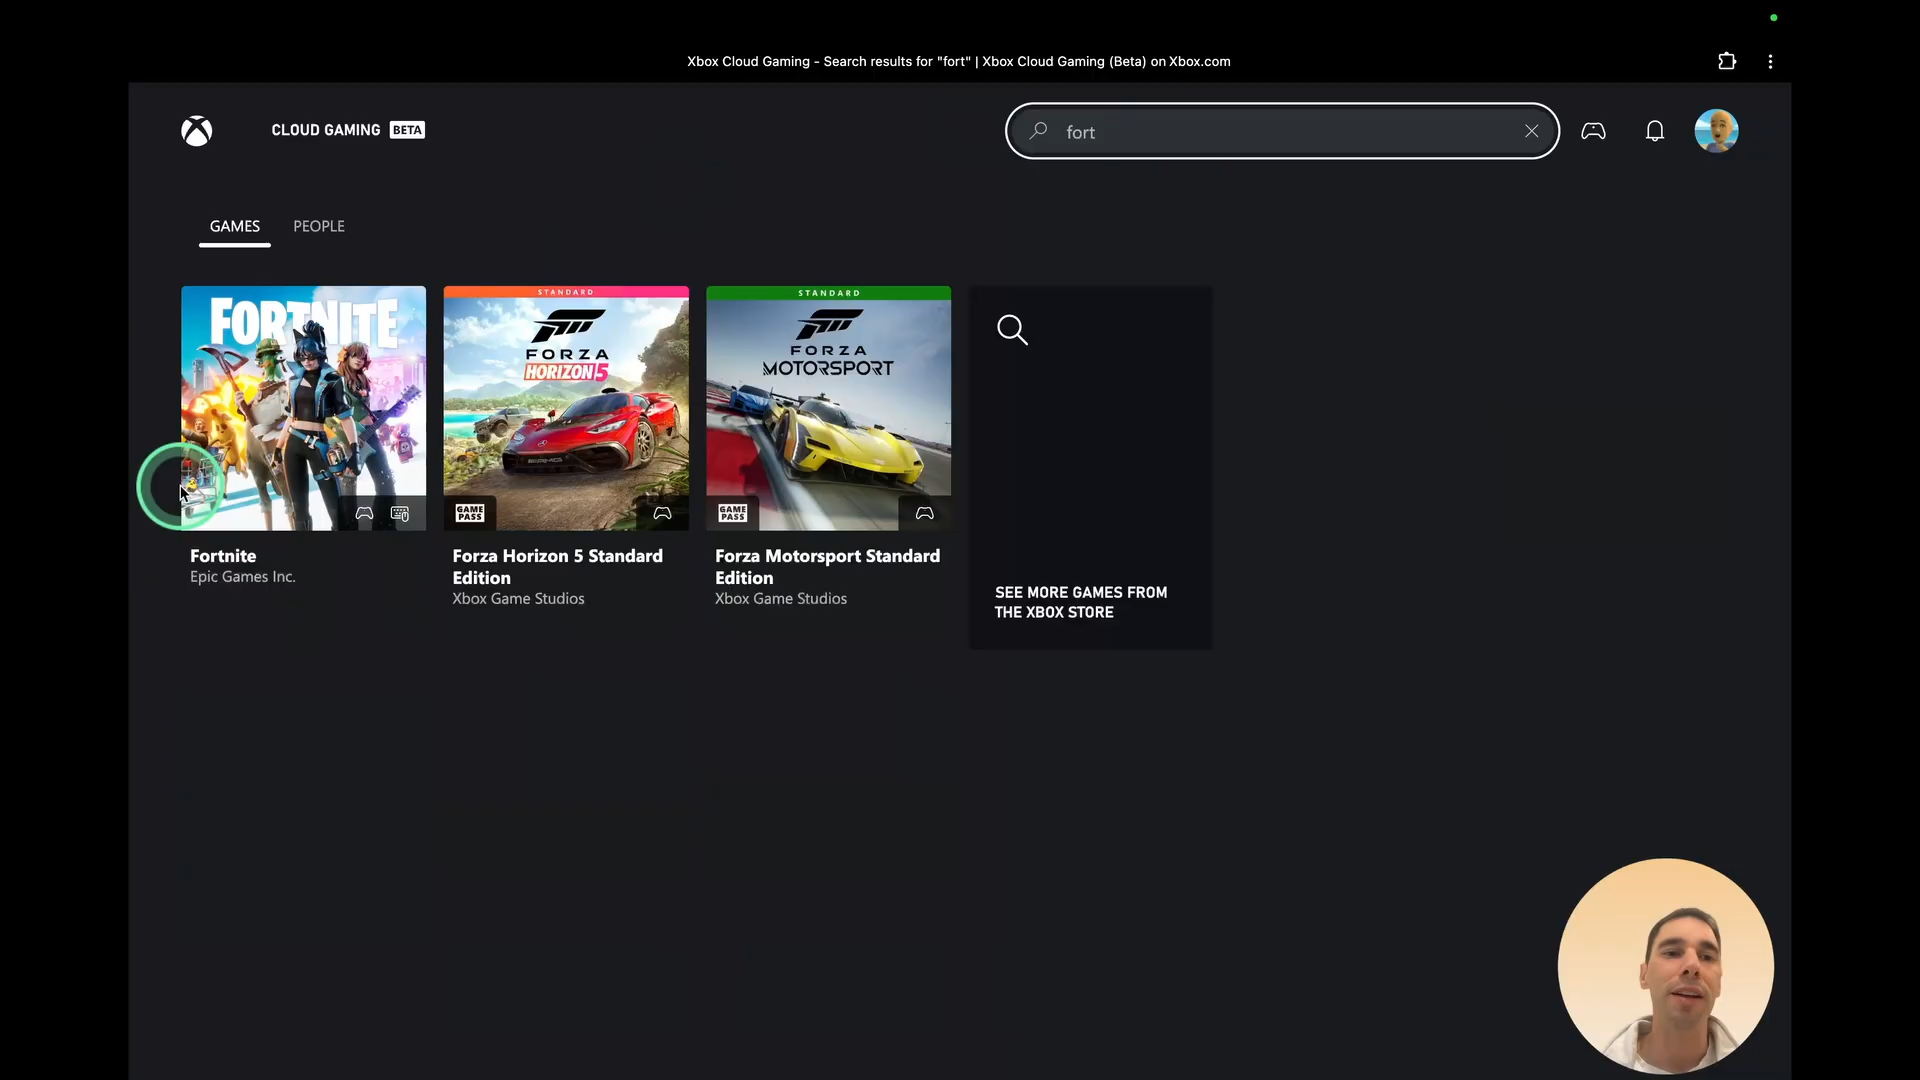 Xbox Cloud Gaming - Search results for "fort" | Xbox Cloud Gaming (Beta) on Xbox.com
CLOUD GAMING BETA
fort
GAMES PEOPLE
FORTNITE
STANDARD
FORZA
HORIZON 5
GAME
PASS
STANDARD
FORZA
MOTORSPORT
GAME
PASS
Fortnite
Epic Games Inc.
Forza Horizon 5 Standard
Edition
Xbox Game Studios
Forza Motorsport Standard
Edition
Xbox Game Studios
SEE MORE GAMES FROM
THE XBOX STORE